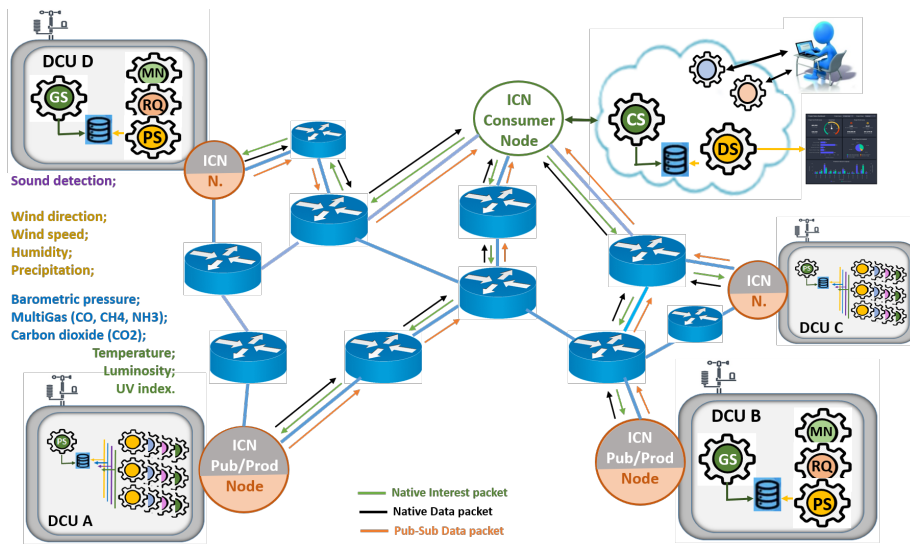 DCU D
MN
GS
RQ
PS
ICN
N.
ICN
Consumer
Node
CS
DS
Sound detection;
Wind direction;
Wind speed;
Humidity;
Precipitation;
Barometric pressure;
MultiGas (CO, CH4, NH3);
Carbon dioxide (CO2);
Temperature;
Luminosity;
UV index.
PS
ICN
N.
DCU C
PS
DCU A
ICN
Pub/Prod
Node
ICN
Pub/Prod
Node
DCU B
MN
GS
RQ
PS
Native Interest packet
Native Data packet
Pub-Sub Data packet